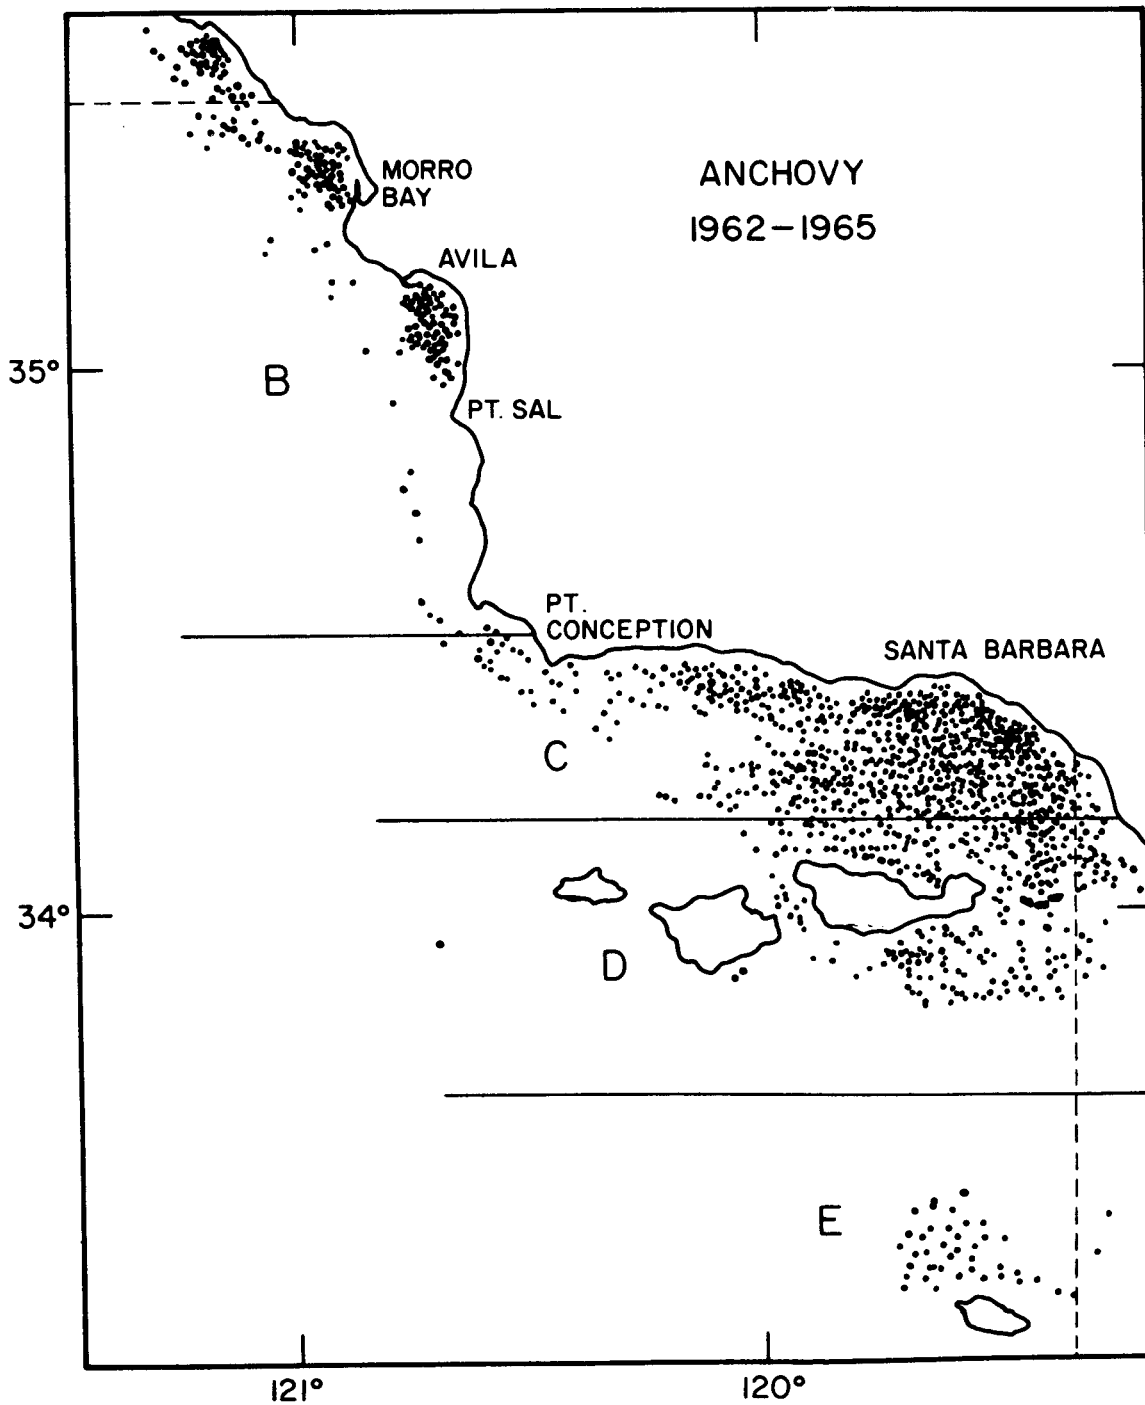 ANCHOVY
1962-1965
MORRO
BAY
AVILA
35°
B
PT. SAL
PT.
CONCEPTION
SANTA BARBARA
C
34°
D
E
121°
120°